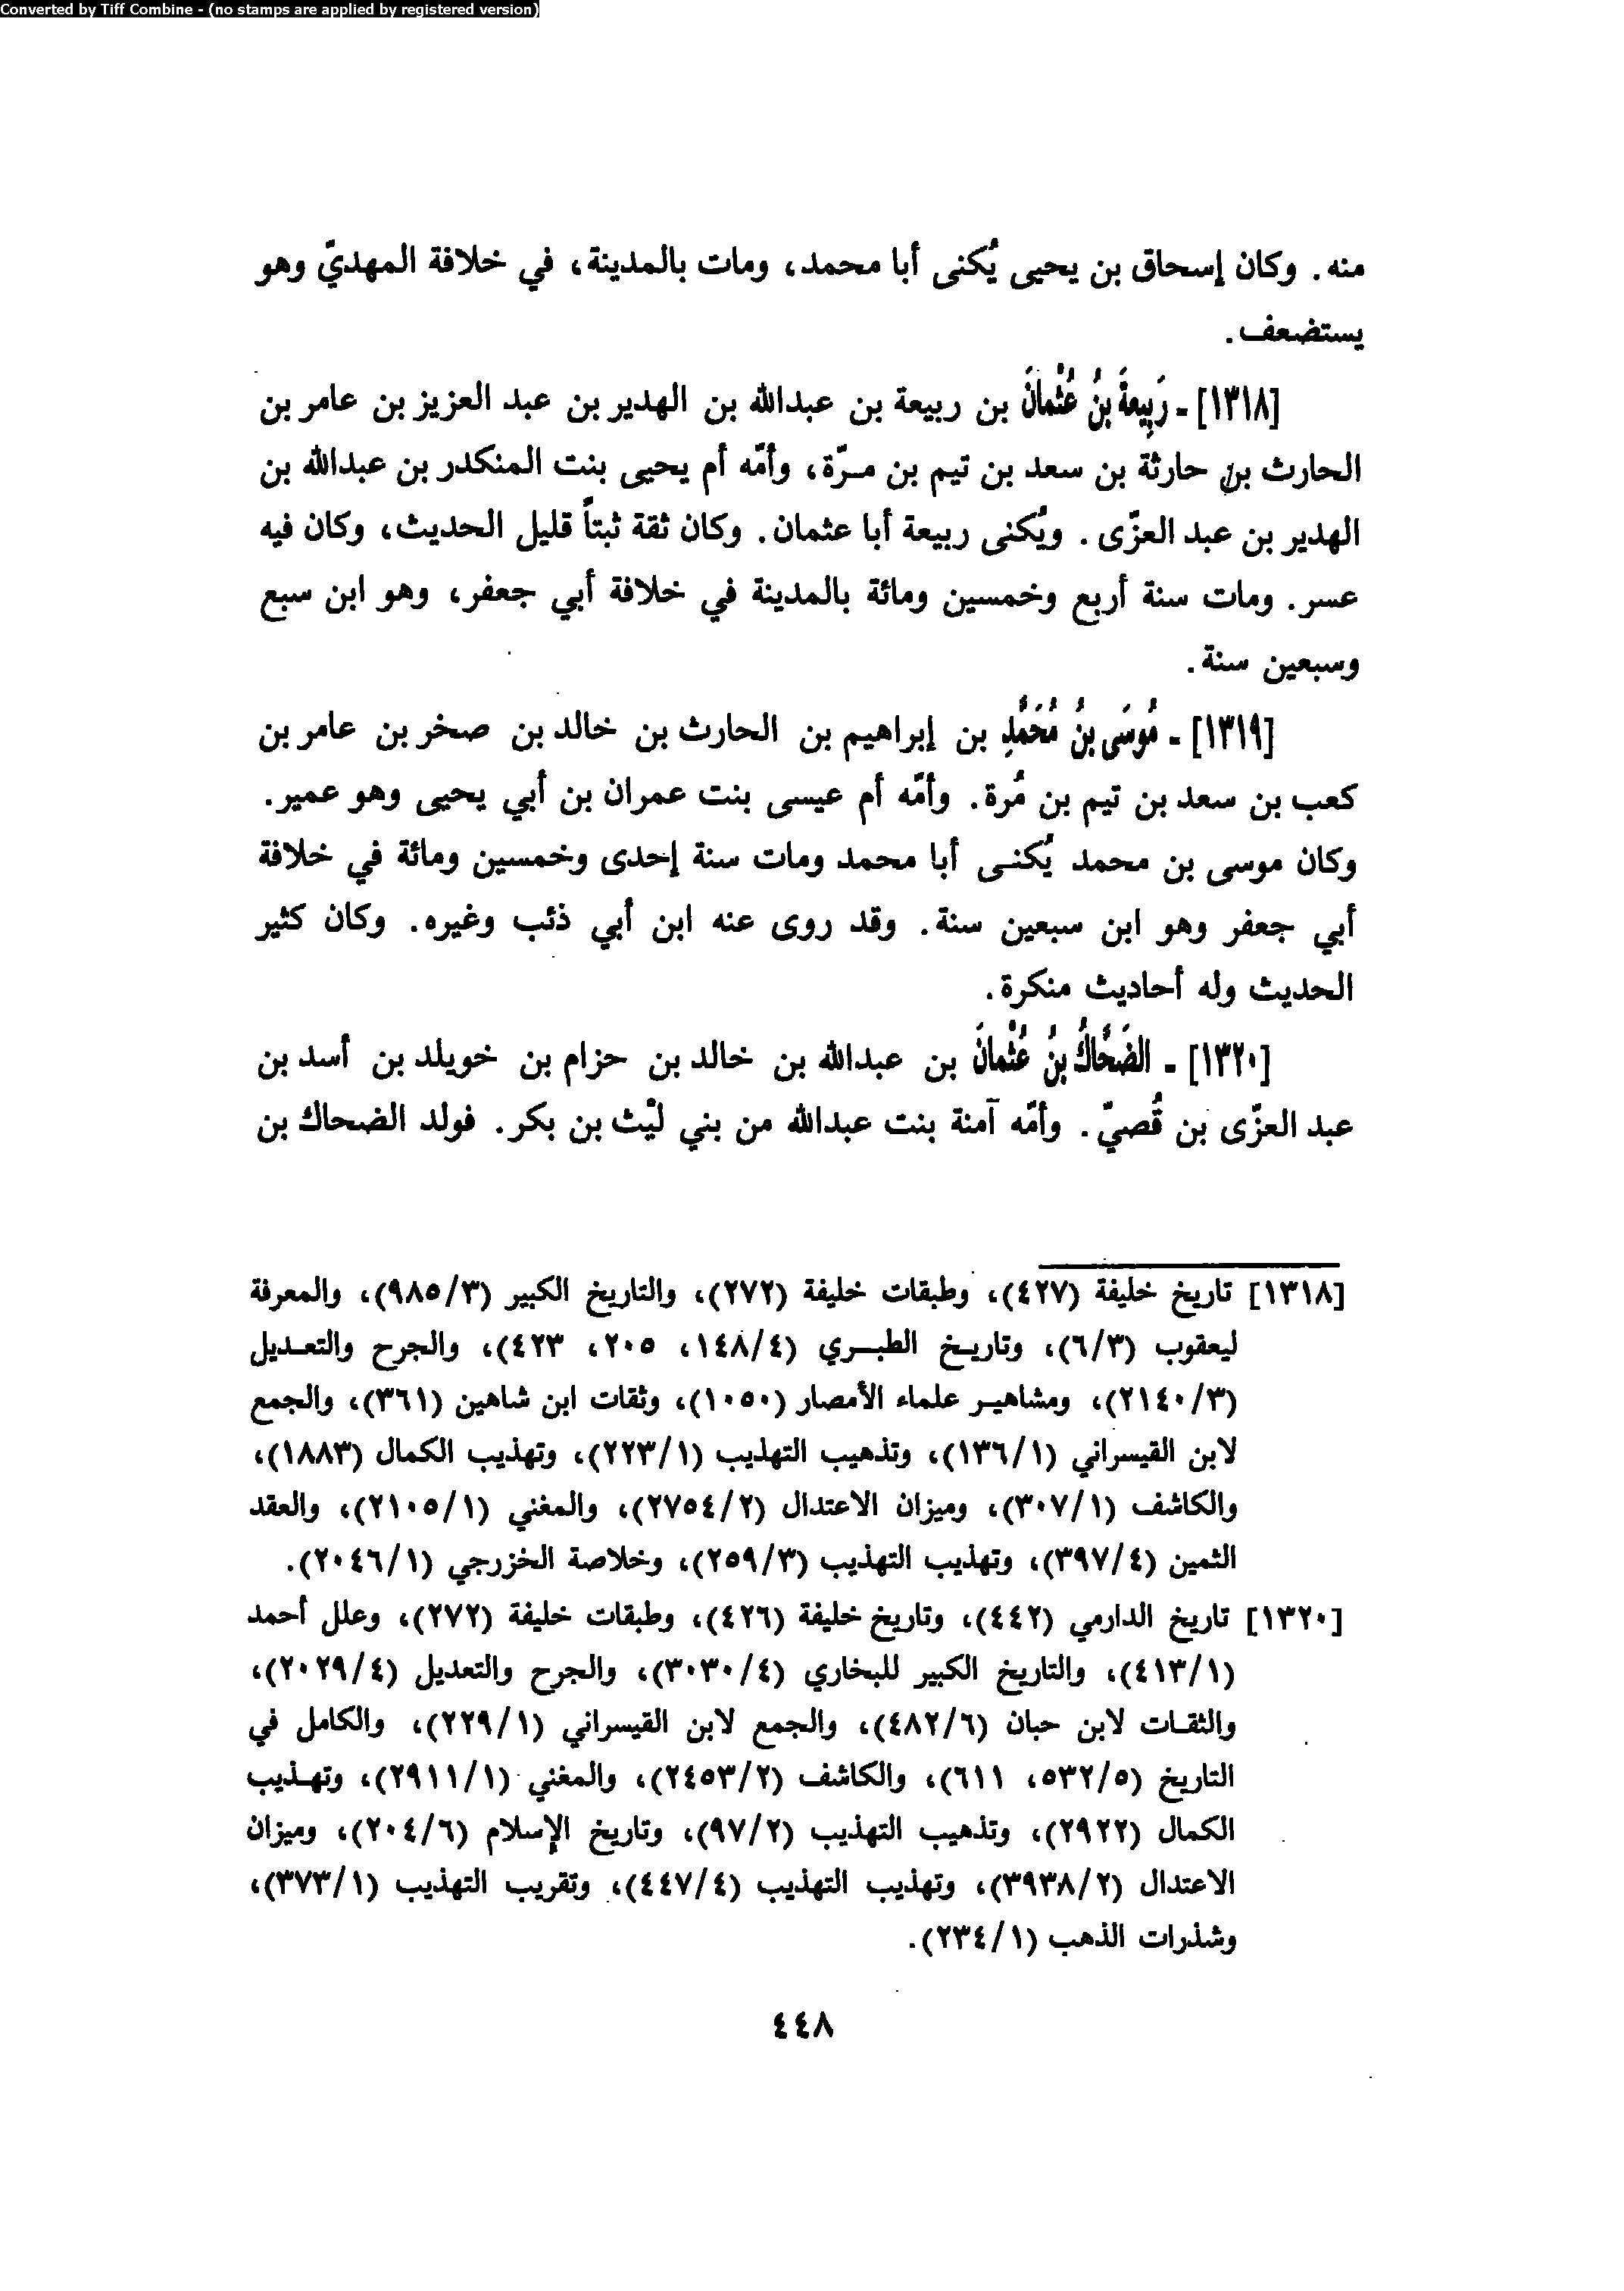 Converted by Tiff Combine - (no stamps are applied by registered version)
منه. وكان إسحاق بن يحيى يُكنى أبا محمد، ومات بالمدينة، في خلافة المهديّ وهو
يستضعف.
[١٣١٨] ـ رَبِيعةُ بنُ عُثْمانَ بن ربيعة بن عبدالله بن الهدير بن عبد العزيز بن عامر بن
الحارث بن حارثة بن سعد بن تيم بن مـرّة، وأمّه أم يحيى بنت المنكدر بن عبدالله بن
الهدير بن عبد العزّى. ويُكنى ربيعة أبا عثمان. وكان ثقة ثبتاً قليل الحديث، وكان فيه
عسر. ومات سنة أربع وخمسين ومائة بالمدينة في خلافة أبي جعفر، وهو ابن سبع
وسبعين سنة.
[١٣١٩] ـ مُوسَى بنُ مُحَمَّدِ بن إبراهيم بن الحارث بن خالد بن صخر بن عامر بن
كعب بن سعد بن تيم بن مُرة. وأمّه أم عيسى بنت عمران بن أبي يحيى وهو عمير.
وكان موسى بن محمد يُكنـى أبا محمد ومات سنة إحدى وخمسين ومائة في خلافة
أبي جعفر وهو ابن سبعين سنة. وقد روى عنه ابن أبي ذئب وغيره. وكان كثير
الحديث وله أحاديث منكرة.
[١٣٢٠] ـ الضَحَّاكُ بنُ عُثْمانَ بن عبدالله بن خالد بن حزام بن خويلد بن أسد بن
عبد العزّى بن قُصيّ. وأمّه آمنة بنت عبدالله من بني ليْث بن بكر. فولد الضحاك بن
[١٣١٨] تاريخ خليفة (٤٢٧)، وطبقات خليفة (٢٧٢)، والتاريخ الكبير (٩٨٥/٣)، والمعرفة
ليعقوب (٦/٣)، وتاريـخ الطبـري (١٤٨/٤، ٢٠٥، ٤٢٣)، والجرح والتعـديل
(٢١٤٠/٣)، ومشاهيـر علماء الأمصار (١٠٥٠)، وثقات ابن شاهين (٣٦١)، والجمع
لابن القيسراني (١٣٦/١)، وتذهيب التهذيب (٢٢٣/١)، وتهذيب الكمال (١٨٨٣)،
والكاشف (٣٠٧/١)، وميزان الاعتدال (٢٧٥٤/٢)، والمغني (٢١٠٥/١)، والعقد
الثمين (٣٩٧/٤)، وتهذيب التهذيب (٢٥٩/٣)، وخلاصة الخزرجي (٢٠٤٦/١).
[١٣٢٠] تاريخ الدارمي (٤٤٢)، وتاريخ خليفة (٤٢٦)، وطبقات خليفة (٢٧٢)، وعلل أحمد
(٤١٣/١)، والتاريخ الكبير للبخاري (٣٠٣٠/٤)، والجرح والتعديل (٢٠٢٩/٤)،
والثقـات لابن حبان (٤٨٢/٦)، والجمع لابن القيسراني (٢٢٩/١)، والكامل في
التاريخ (٥٣٢/٥، ٦١١)، والكاشف (٢٤٥٣/٢)، والمغني (٢٩١١/١)، وتهـذيب
الكمال (٢٩٢٢)، وتذهيب التهذيب (٩٧/٢)، وتاريخ الإسلام (٢٠٤/٦)، وميزان
الاعتدال (٣٩٣٨/٢)، وتهذيب التهذيب (٤٤٧/٤)، وتقريب التهذيب (٣٧٣/١)،
وشذرات الذهب (٢٣٤/١).
٤٤٨